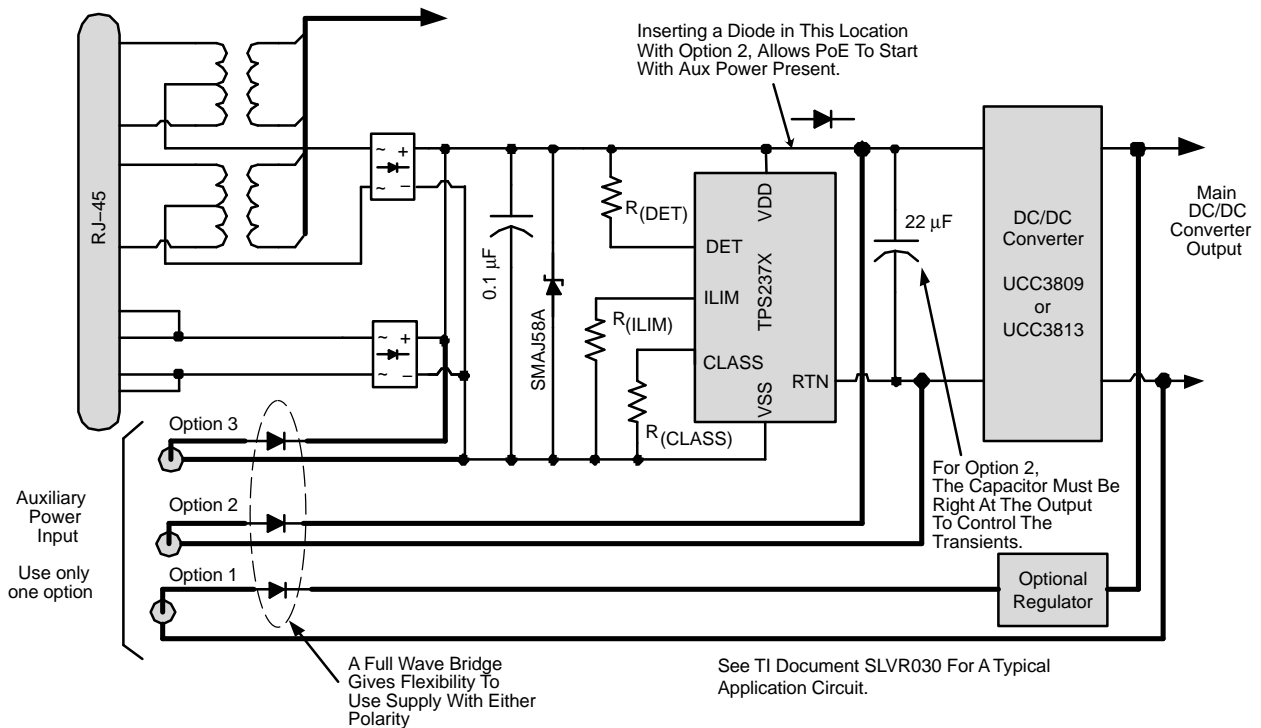 Inserting a Diode in This Location
With Option 2, Allows PoE To Start
With Aux Power Present.
RJ–45
~ +
~ −
0.1 μF
SMAJ58A
R(DET)
R(ILIM)
R(CLASS)
VDD
DET
TPS237X
ILIM
CLASS
RTN
VSS
22 μF
DC/DC
Converter
UCC3809
or
UCC3813
Main
DC/DC
Converter
Output
~ +
~ −
For Option 2,
The Capacitor Must Be
Right At The Output
To Control The
Transients.
Auxiliary
Power
Input
Use only
one option
Option 3
Option 2
Option 1
Optional
Regulator
A Full Wave Bridge
Gives Flexibility To
Use Supply With Either
Polarity
See TI Document SLVR030 For A Typical
Application Circuit.